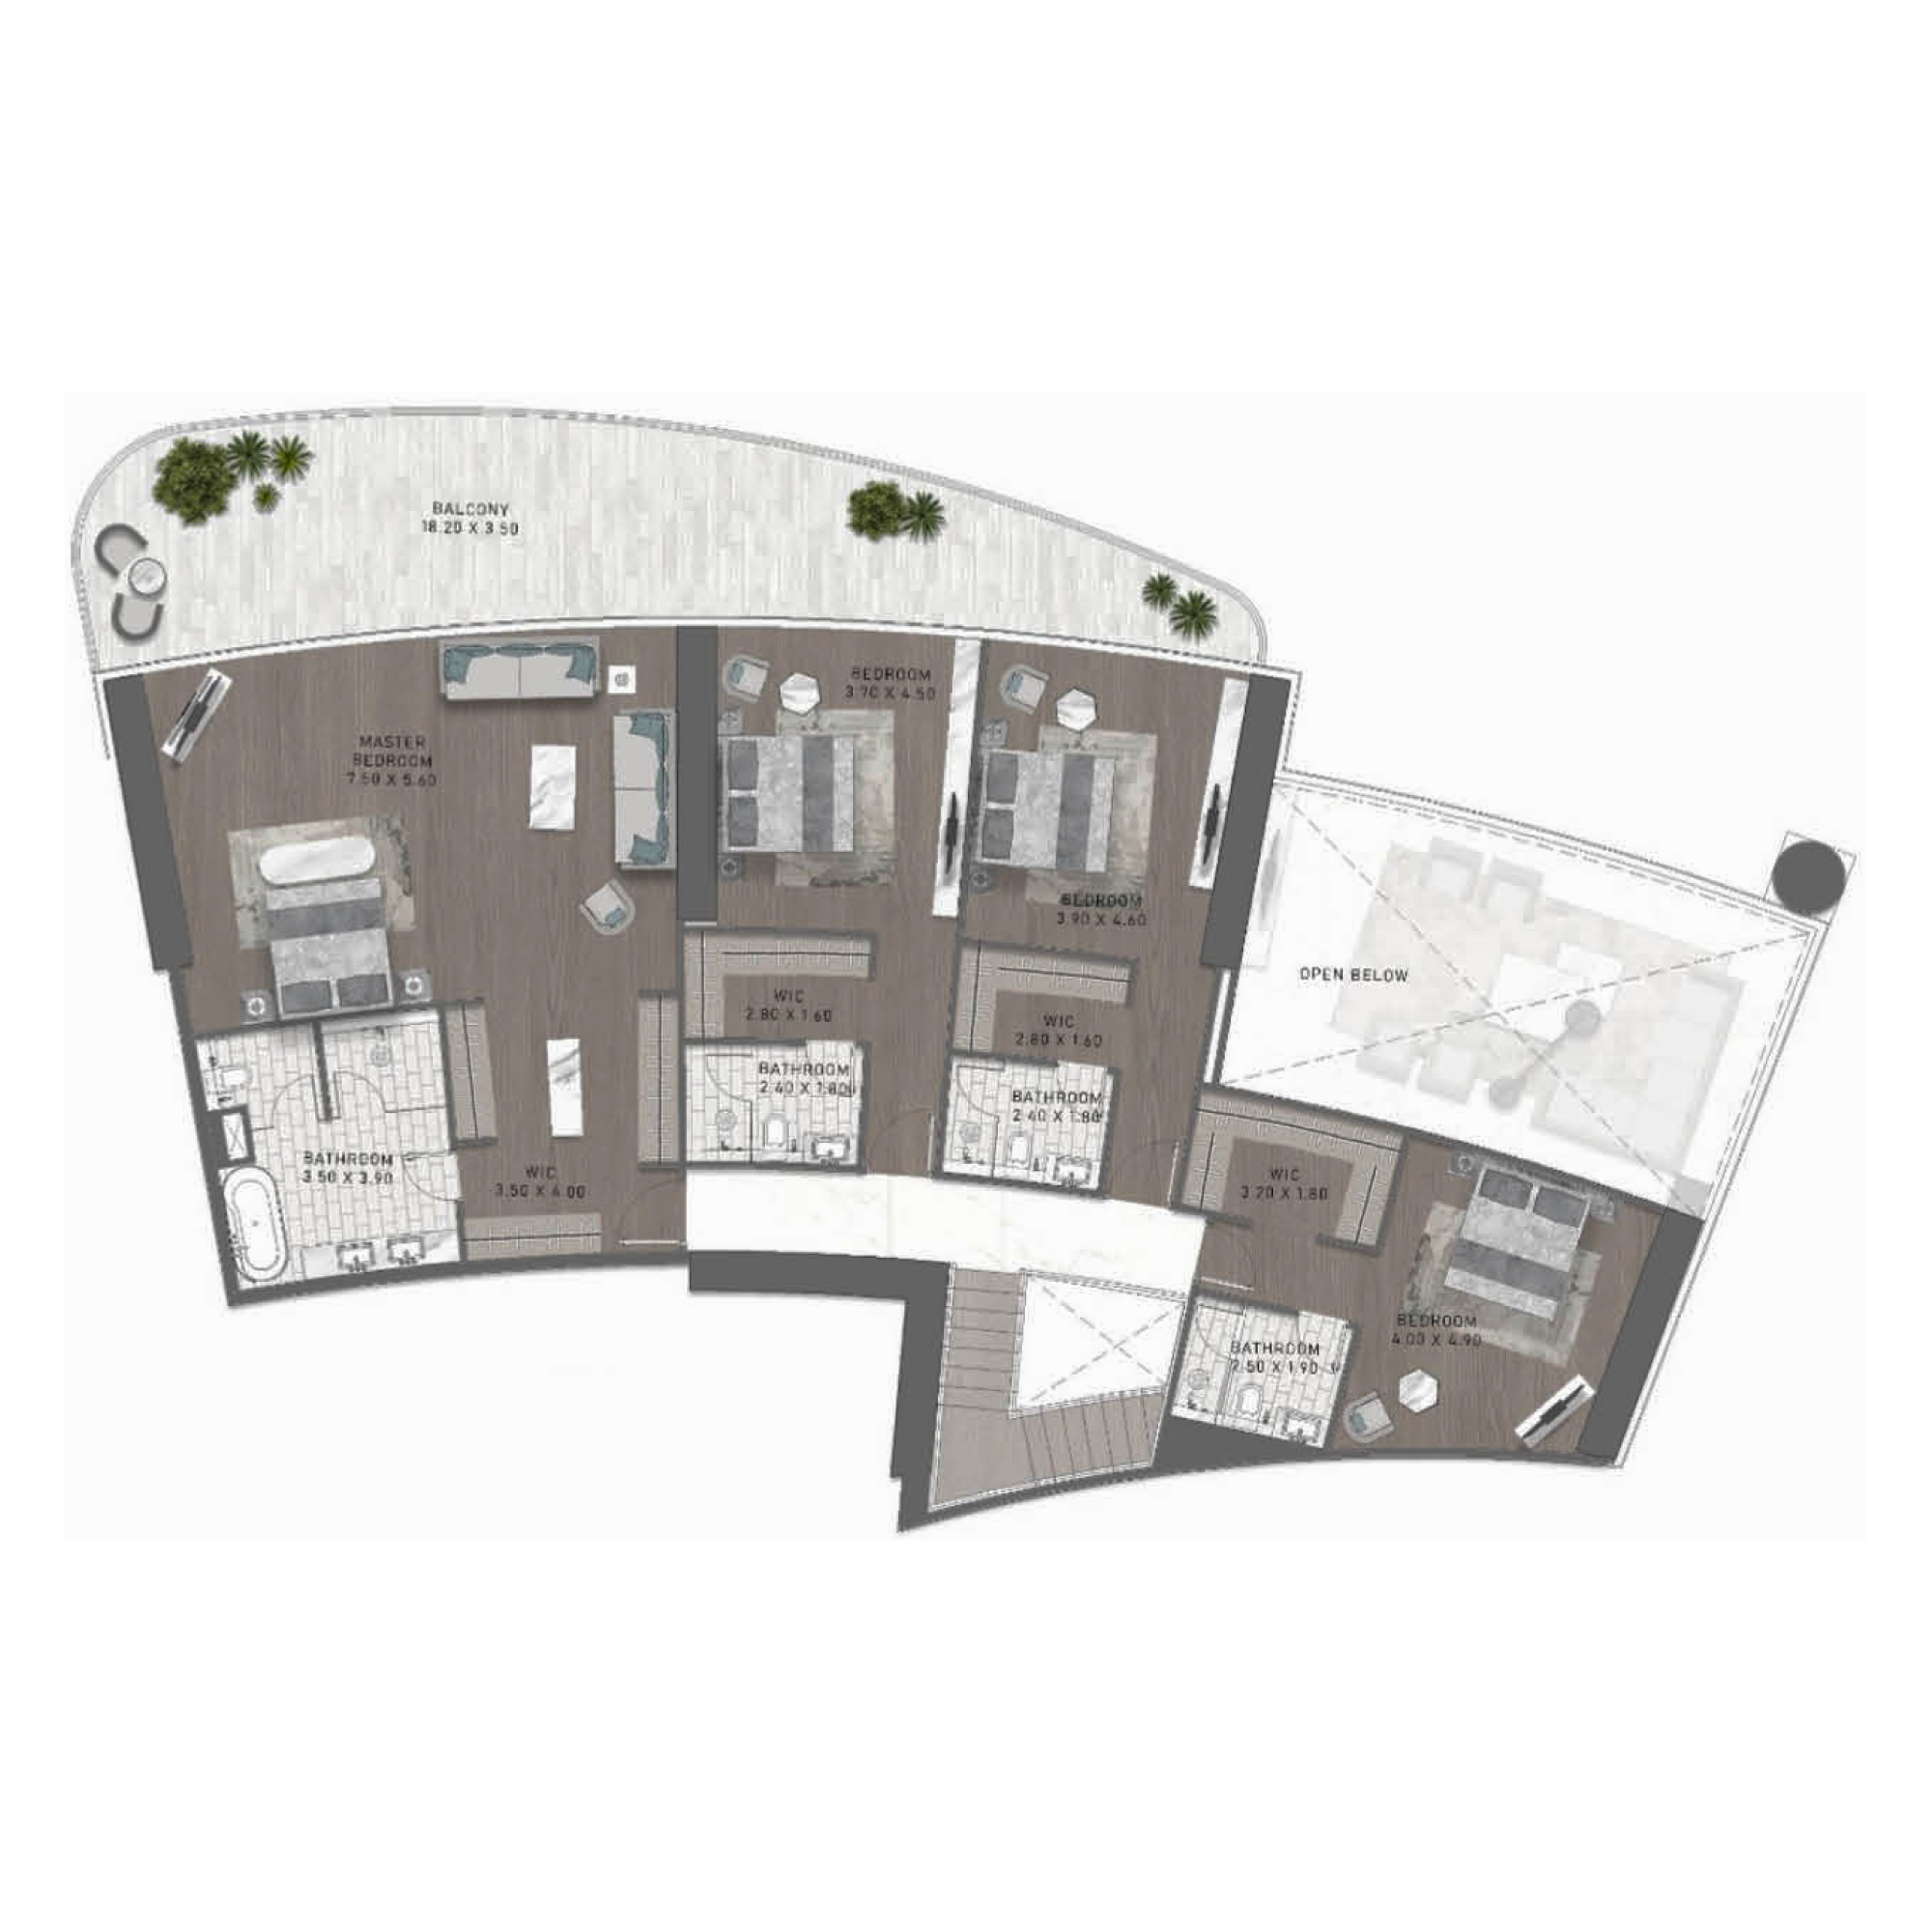 BALCONY
18.20 X 3.50
MASTER
BEDROOM
7.50 X 5.60
BEDROOM
3.70 X 4.50
BEDROOM
3.90 X 4.60
OPEN BELOW
WIC
2.80 X 1.60
WIC
2.80 X 1.60
BATHROOM
2.40 X 1.80
BATHROOM
2.40 X 1.80
BATHROOM
3.50 X 3.90
WIC
3.50 X 4.00
WIC
3.20 X 1.80
BEDROOM
4.00 X 4.90
BATHROOM
2.50 X 1.90